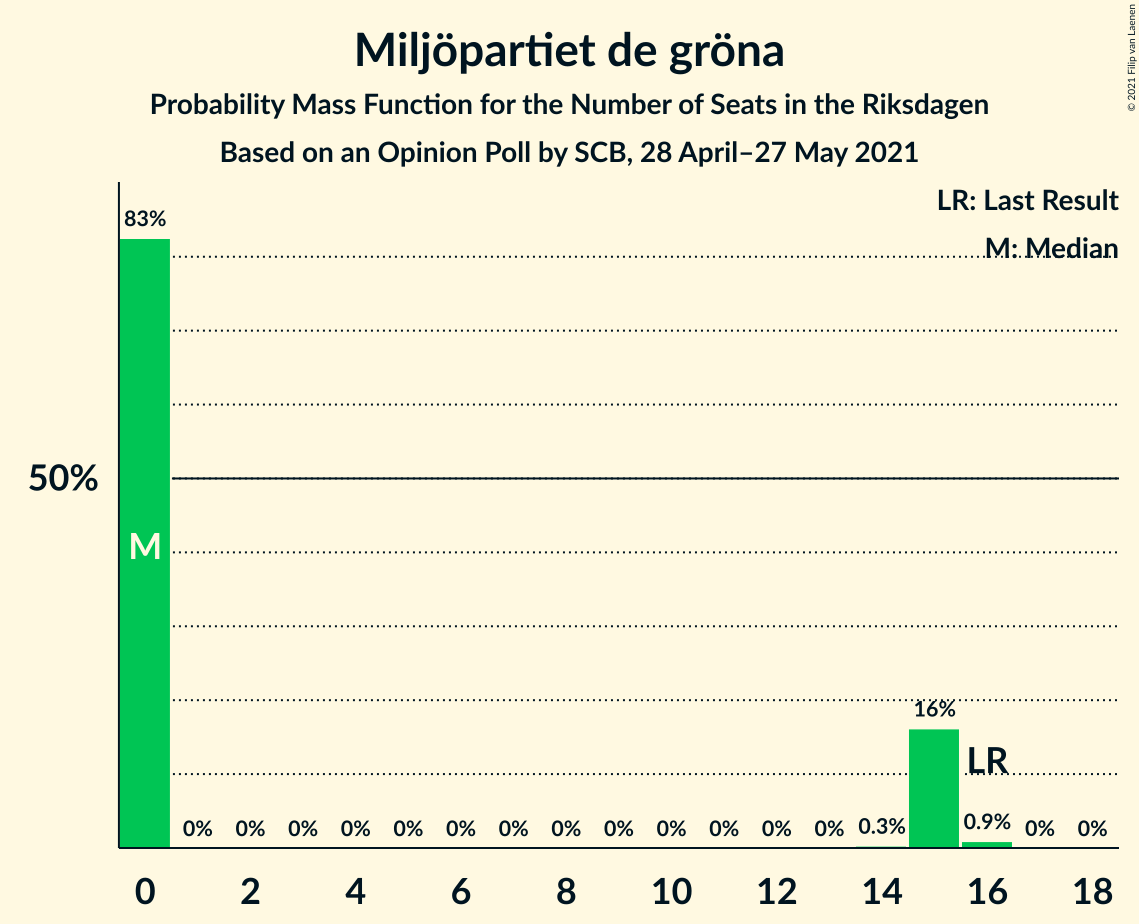 Miljöpartiet de gröna
Probability Mass Function for the Number of Seats in the Riksdagen
Based on an Opinion Poll by SCB, 28 April–27 May 2021
© 2021 Filip van Laenen
LR: Last Result
M: Median
83%
50%
M
16%
LR
0% 0% 0% 0% 0% 0% 0% 0% 0% 0% 0% 0% 0% 0.3% 0.9% 0% 0%
0 2 4 6 8 10 12 14 16 18